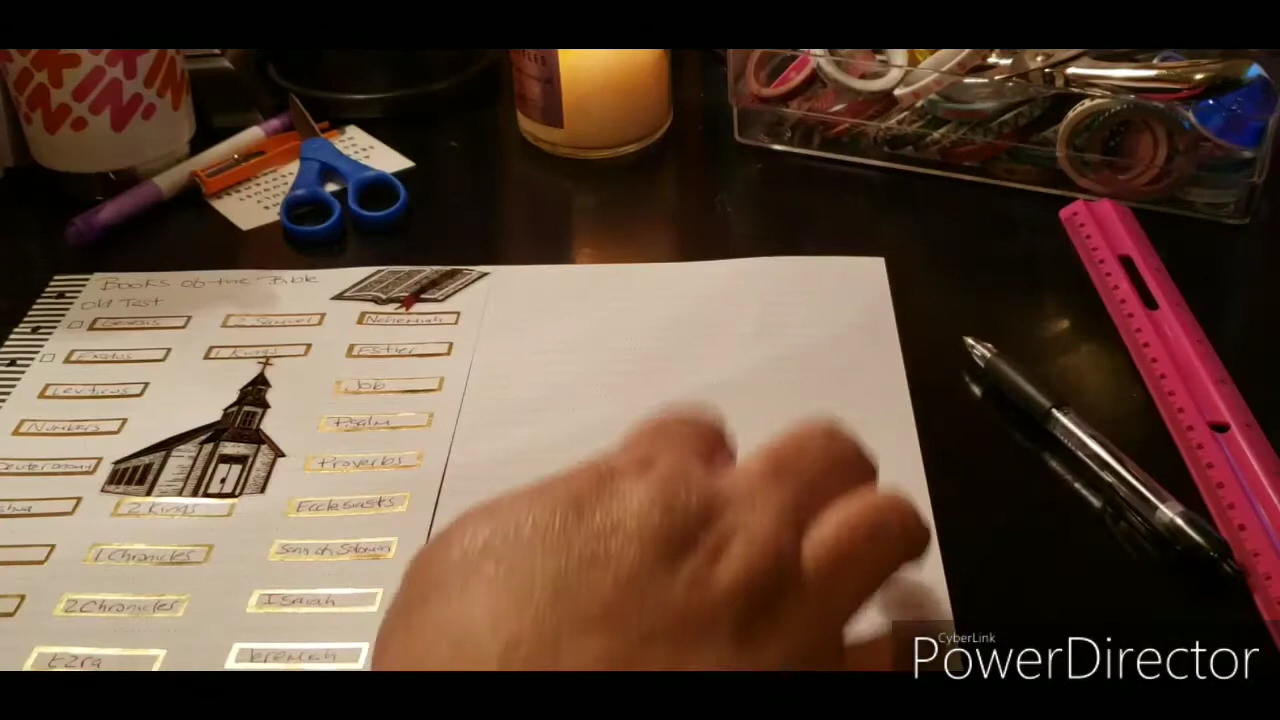 Books of the Bible
Old Test
Genesis
2 Samuel
Nehemiah
Exodus
1 Kings
Esther
Leviticus
Job
Numbers
Psalm
Deuteronomy
Proverbs
2 Kings
Ecclesiasts
1 Chronicles
Song of Solomon
2 Chronicles
Isaiah
Ezra
Jeremiah
CyberLink
PowerDirector